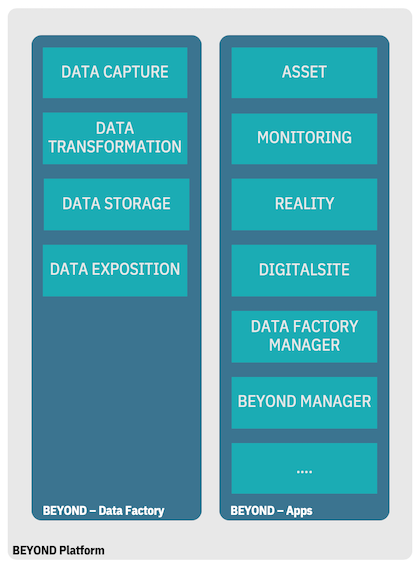 DATA CAPTURE
DATA
TRANSFORMATION
DATA STORAGE
DATA EXPOSITION
BEYOND – Data Factory
ASSET
MONITORING
REALITY
DIGITALSITE
DATA FACTORY
MANAGER
BEYOND MANAGER
....
BEYOND – Apps
BEYOND Platform